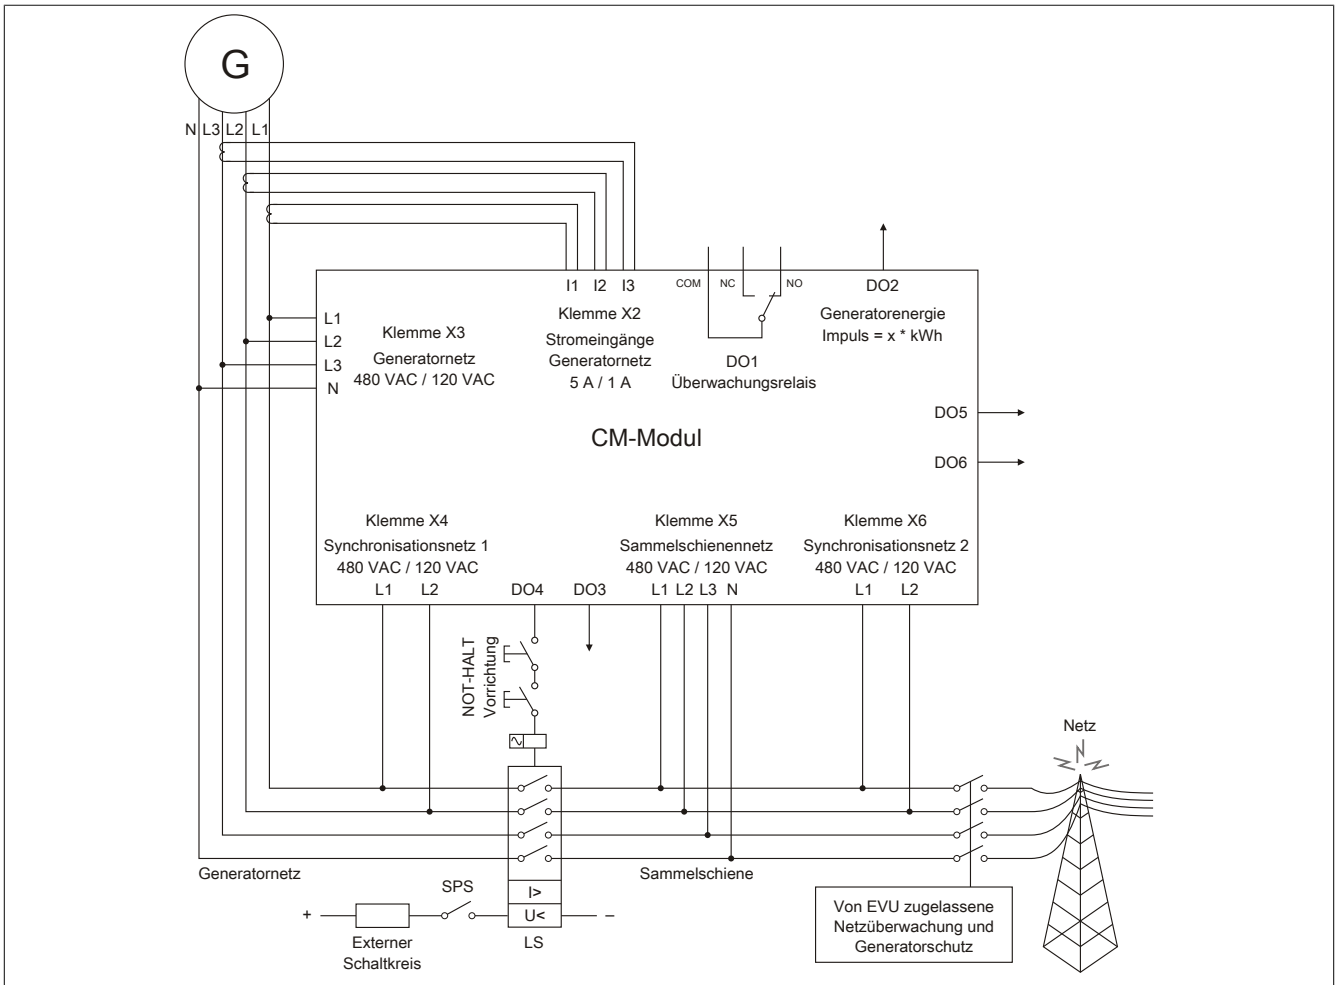 G
N L3 L2 L1
I1 I2 I3
COM NC NO
DO2
Klemme X2
Stromeingänge
Generatornetz
5 A / 1 A
Generatorenergie
Impuls = x * kWh
L1
L2
L3
N
Klemme X3
Generatornetz
480 VAC / 120 VAC
DO1
Überwachungsrelais
DO5
CM-Modul
DO6
Klemme X4
Synchronisationsnetz 1
480 VAC / 120 VAC
L1 L2
DO4 DO3
Klemme X5
Sammelschienennetz
480 VAC / 120 VAC
L1 L2 L3 N
Klemme X6
Synchronisationsnetz 2
480 VAC / 120 VAC
L1 L2
NOT-HALT
Vorrichtung
Netz
Generatornetz
Sammelschiene
SPS
I>
+
U<
–
LS
Externer
Schaltkreis
Von EVU zugelassene
Netzüberwachung und
Generatorschutz